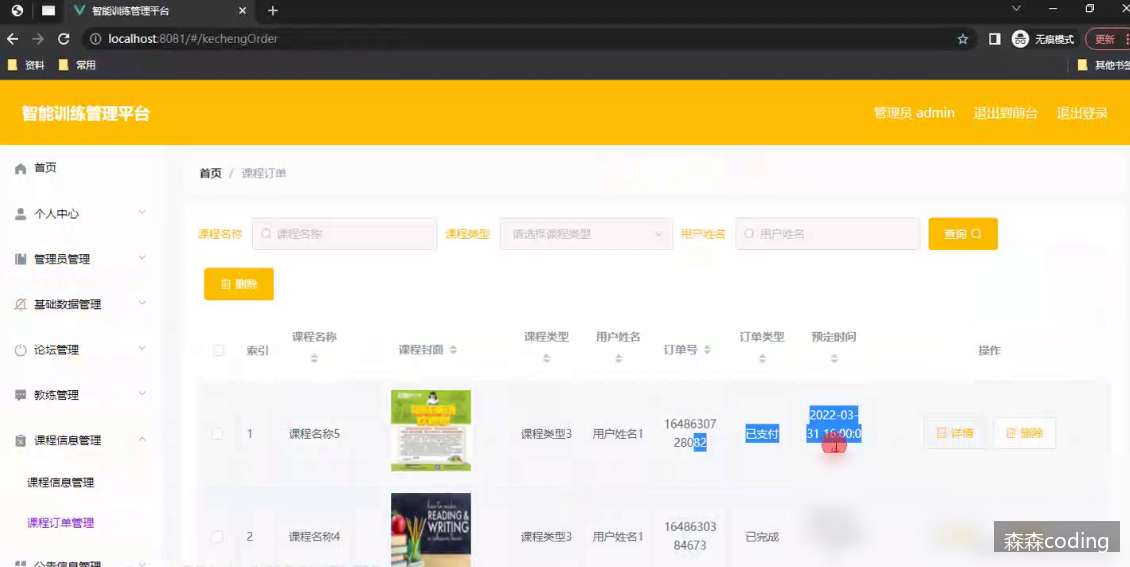 智能训练管理平台
localhost:8081/#/kechengOrder
无痕模式
更新
资料
常用
其他书签
智能训练管理平台
管理员 admin
退出到前台
退出登录
首页
个人中心
管理员管理
基础数据管理
论坛管理
教练管理
课程信息管理
课程信息管理
课程订单管理
公告信息管理
首页 / 课程订单
课程名称
课程名称
课程类型
请选择课程类型
用户姓名
用户姓名
查询
删除
索引
课程名称
课程封面
课程类型
用户姓名
订单号
订单类型
预定时间
操作
1
课程名称5
课程类型3
用户姓名1
16486307
28082
已支付
2022-03-
31 16:00:0
详情
删除
2
课程名称4
READING &
WRITING
课程类型3
用户姓名1
16486303
84673
已完成
森森coding